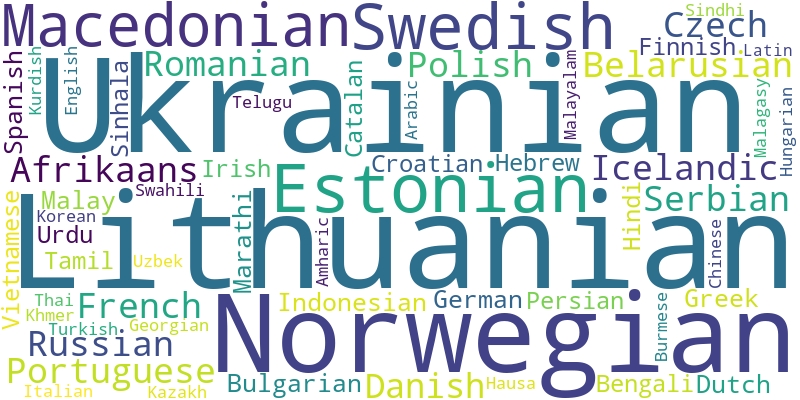 Macedonian
Swedish
Sindhi
Czech
Finnish
Latin
Spanish
Kurdish
English
Ukrainian
Romanian
Sinhala
Telugu
Catalan
Polish
Arabic
Malayalam
Belarusian
Malagasy
Hungarian
Afrikaans
Irish
Croatian
Hebrew
Icelandic
Swahili
Malay
Korean
Urdu
Estonian
Serbian
Hindi
Marathi
Lithuanian
Vietnamese
Tamil
Uzbek
Amharic
Chinese
Thai
Khmer
French
Turkish
Georgian
Norwegian
Indonesian
German
Persian
Greek
Burmese
Russian
Portuguese
Italian
Kazakh
Bulgarian
Danish
Hausa
Bengali
Dutch